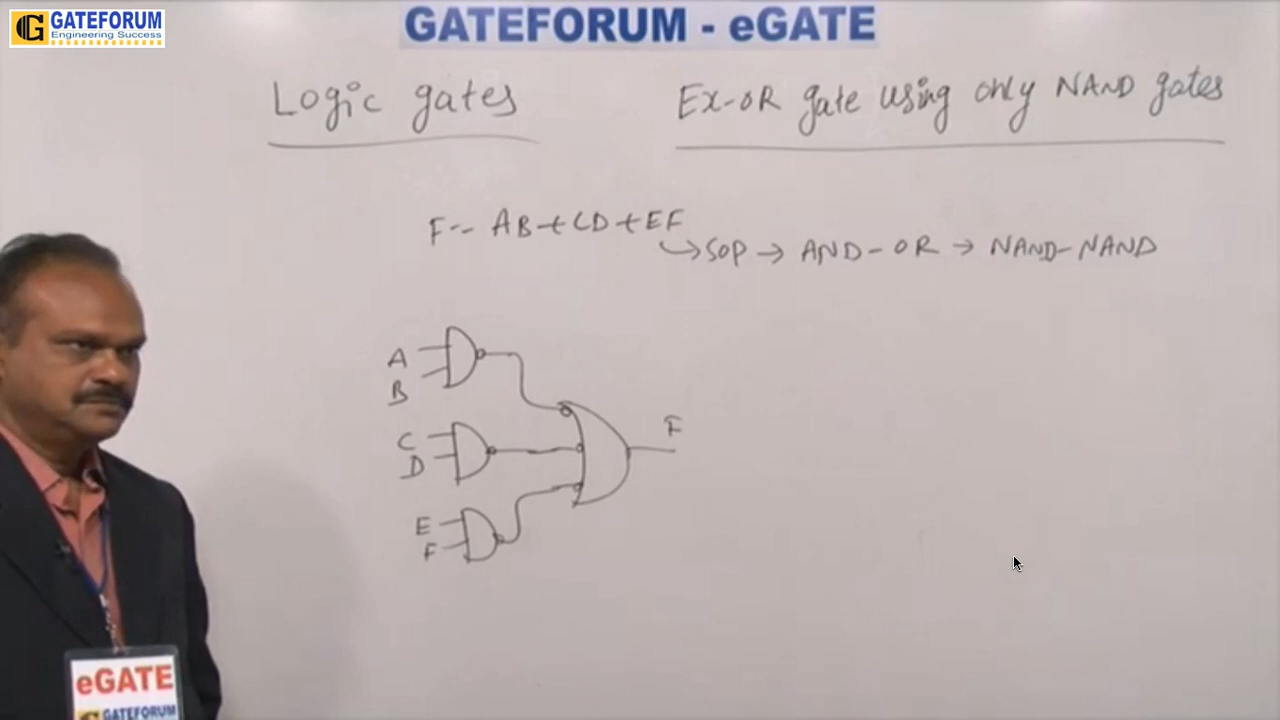 GATEFORUM
Engineering Success
GATEFORUM - eGATE
Logic gates
Ex-OR gate using only NAND gates
F = AB+CD+EF
SOP → AND-OR → NAND-NAND
A
B
C
D
E
F
F
eGATE
GATEFORUM